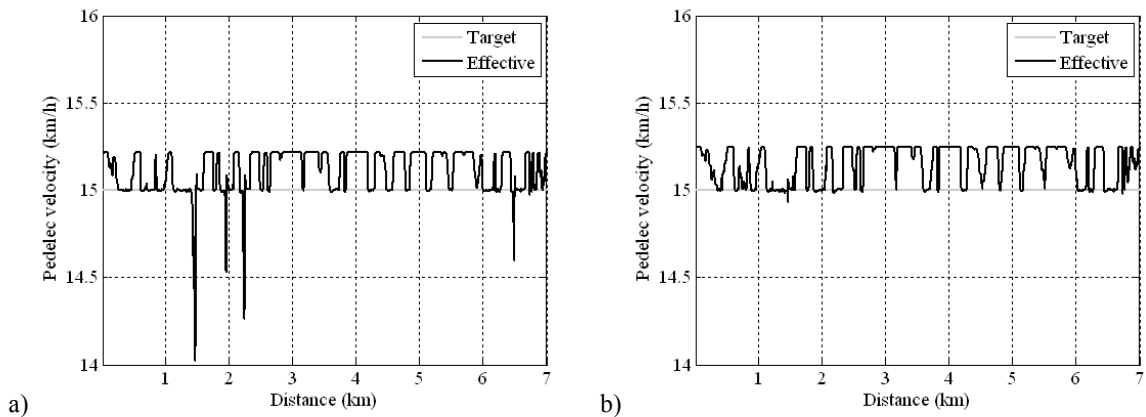 16
15.5
15
14.5
14
Pedelec velocity (km/h)
Target
Effective
1 2 3 4 5 6 7
Distance (km)
a)
16
15.5
15
14.5
14
Pedelec velocity (km/h)
Target
Effective
1 2 3 4 5 6 7
Distance (km)
b)